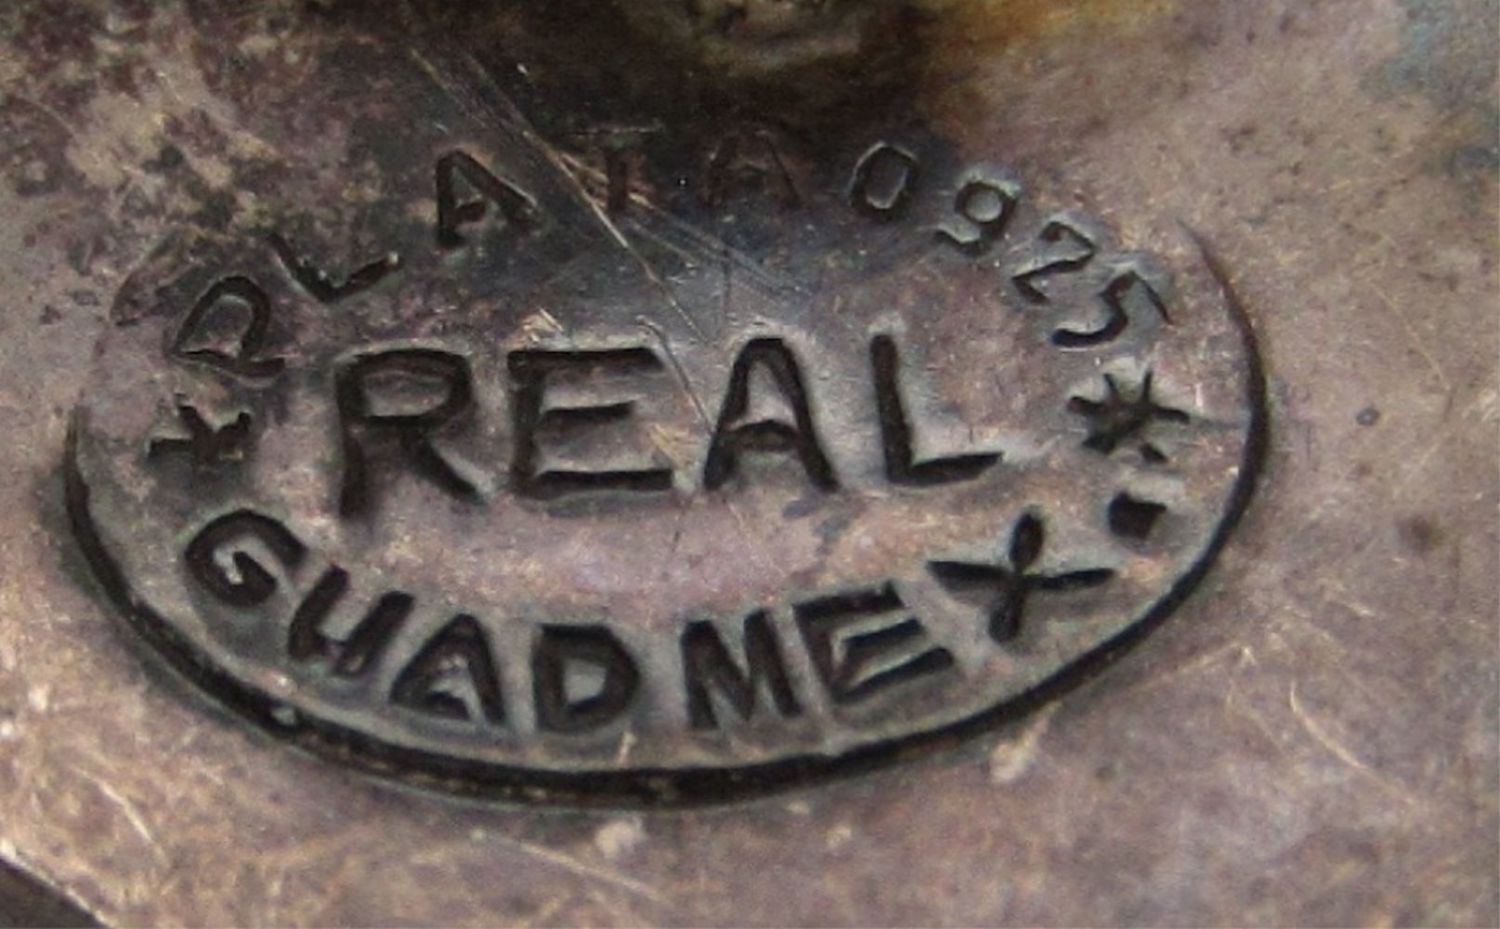 PLATA 0925
* REAL *
GUAD MEX.